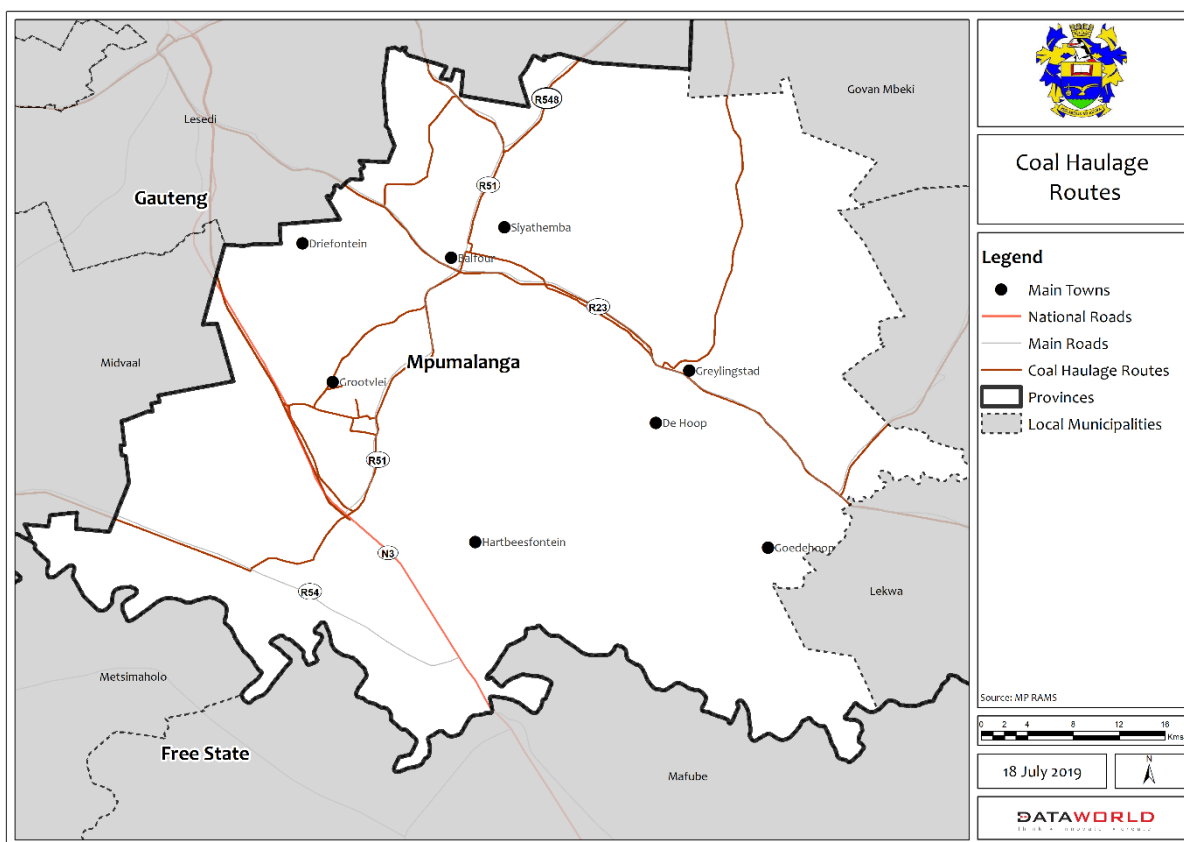 Govan Mbeki
Lesedi
R548
Gauteng
R51
Siyathemba
Driefontein
Balfour
R23
Midvaal
Mpumalanga
Greylingstad
Grootvlei
De Hoop
R51
N3
Hartbeesfontein
Goedehoop
R54
Lekwa
Metsimaholo
Free State
Mafube
Coal Haulage
Routes
Legend
Main Towns
National Roads
Main Roads
Coal Haulage Routes
Provinces
Local Municipalities
Source: MP RAMS
0 2 4 8 12 16
Kms
18 July 2019
N
DATAWORLD